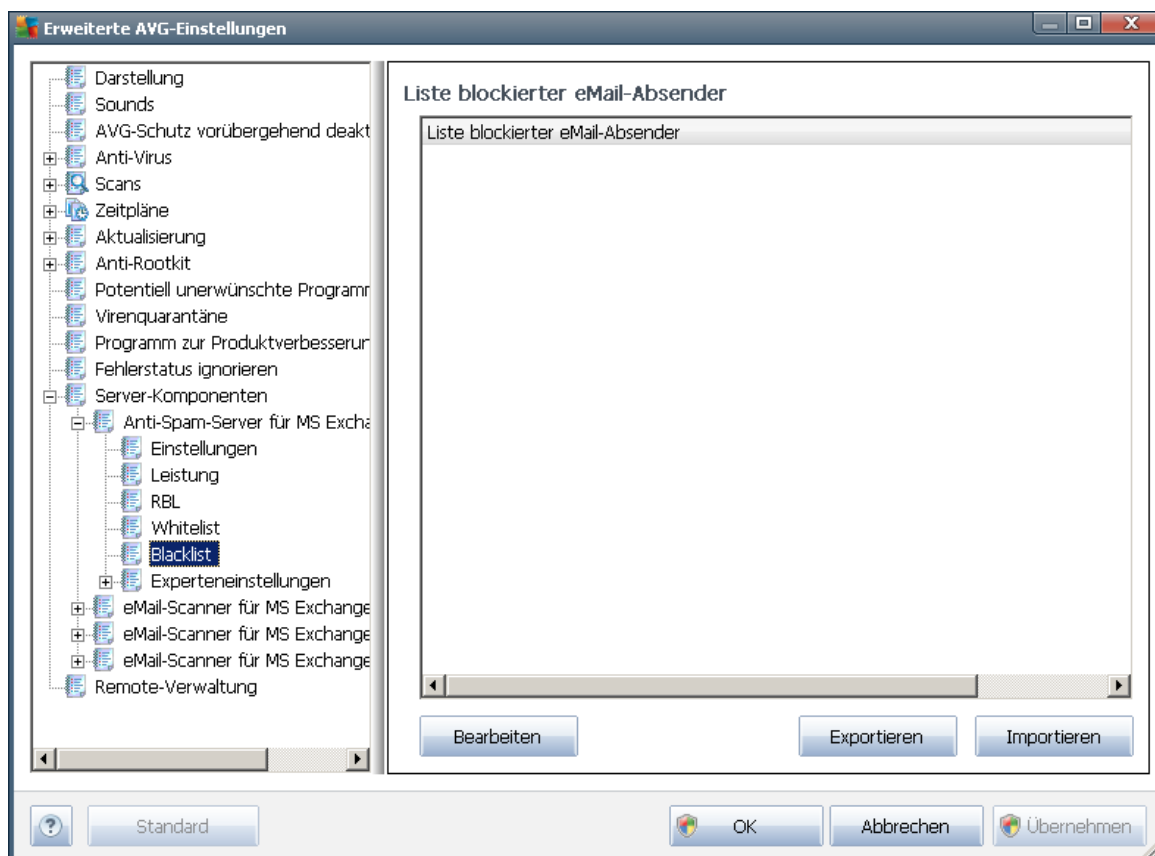 Erweiterte AVG-Einstellungen
Darstellung
Sounds
AVG-Schutz vorübergehend deakt
Anti-Virus
Scans
Zeitpläne
Aktualisierung
Anti-Rootkit
Potentiell unerwünschte Programm
Virenquarantäne
Programm zur Produktverbesserun
Fehlerstatus ignorieren
Server-Komponenten
Anti-Spam-Server für MS Excha
Einstellungen
Leistung
RBL
Whitelist
Blacklist
Experteneinstellungen
eMail-Scanner für MS Exchange
eMail-Scanner für MS Exchange
eMail-Scanner für MS Exchange
Remote-Verwaltung
Liste blockierter eMail-Absender
Liste blockierter eMail-Absender
Bearbeiten
Exportieren
Importieren
?
Standard
OK
Abbrechen
Übernehmen